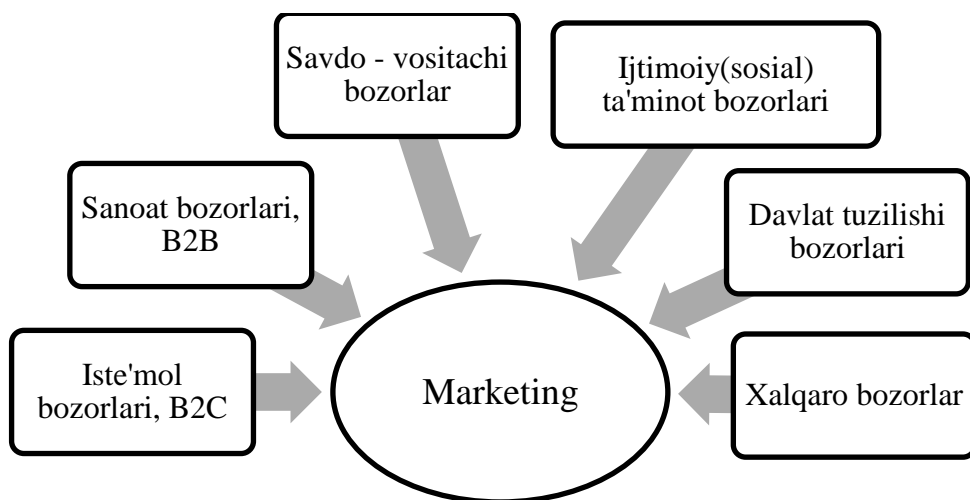 Savdo - vositachi
bozorlar
Ijtimoiy(sosial)
ta'minot bozorlari
Sanoat bozorlari,
B2B
Davlat tuzilishi
bozorlari
Iste'mol
bozorlari, B2C
Marketing
Xalqaro bozorlar